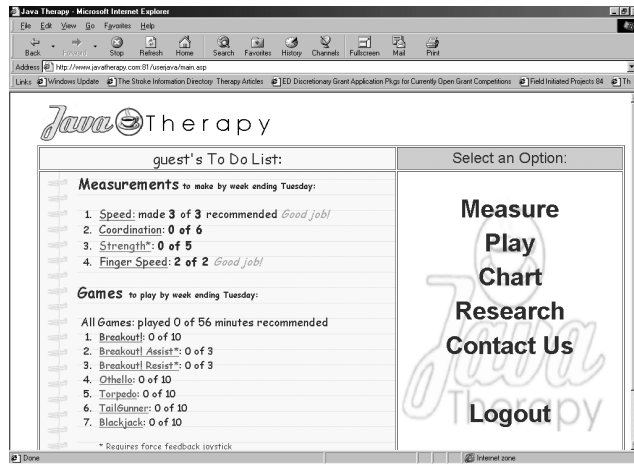 Java Therapy - Microsoft Internet Explorer
File Edit View Go Favorites Help
Back Forward Stop Refresh Home Search Favorites History Channels Fullscreen Mail Print
Address http://www.javatherapy.com:81/userjava/main.asp
Links Windows Update The Stroke Information Directory Therapy Articles ED Discretionary Grant Application Pkgs for Currently Open Grant Competitions Field Initiated Projects 84 Th
Java Therapy
guest's To Do List:
Select an Option:
Measurements to make by week ending Tuesday:
1. Speed: made 3 of 3 recommended Good job!
2. Coordination: 0 of 6
3. Strength*: 0 of 5
4. Finger Speed: 2 of 2 Good job!
Games to play by week ending Tuesday:
All Games: played 0 of 56 minutes recommended
1. Breakout!: 0 of 10
2. Breakout! Assist*: 0 of 3
3. Breakout! Resist*: 0 of 3
4. Othello: 0 of 10
5. Torpedo: 0 of 10
6. TailGunner: 0 of 10
7. Blackjack: 0 of 10
* Requires force feedback joystick
Measure
Play
Chart
Research
Contact Us
Logout
Java
Therapy
Done
Internet zone